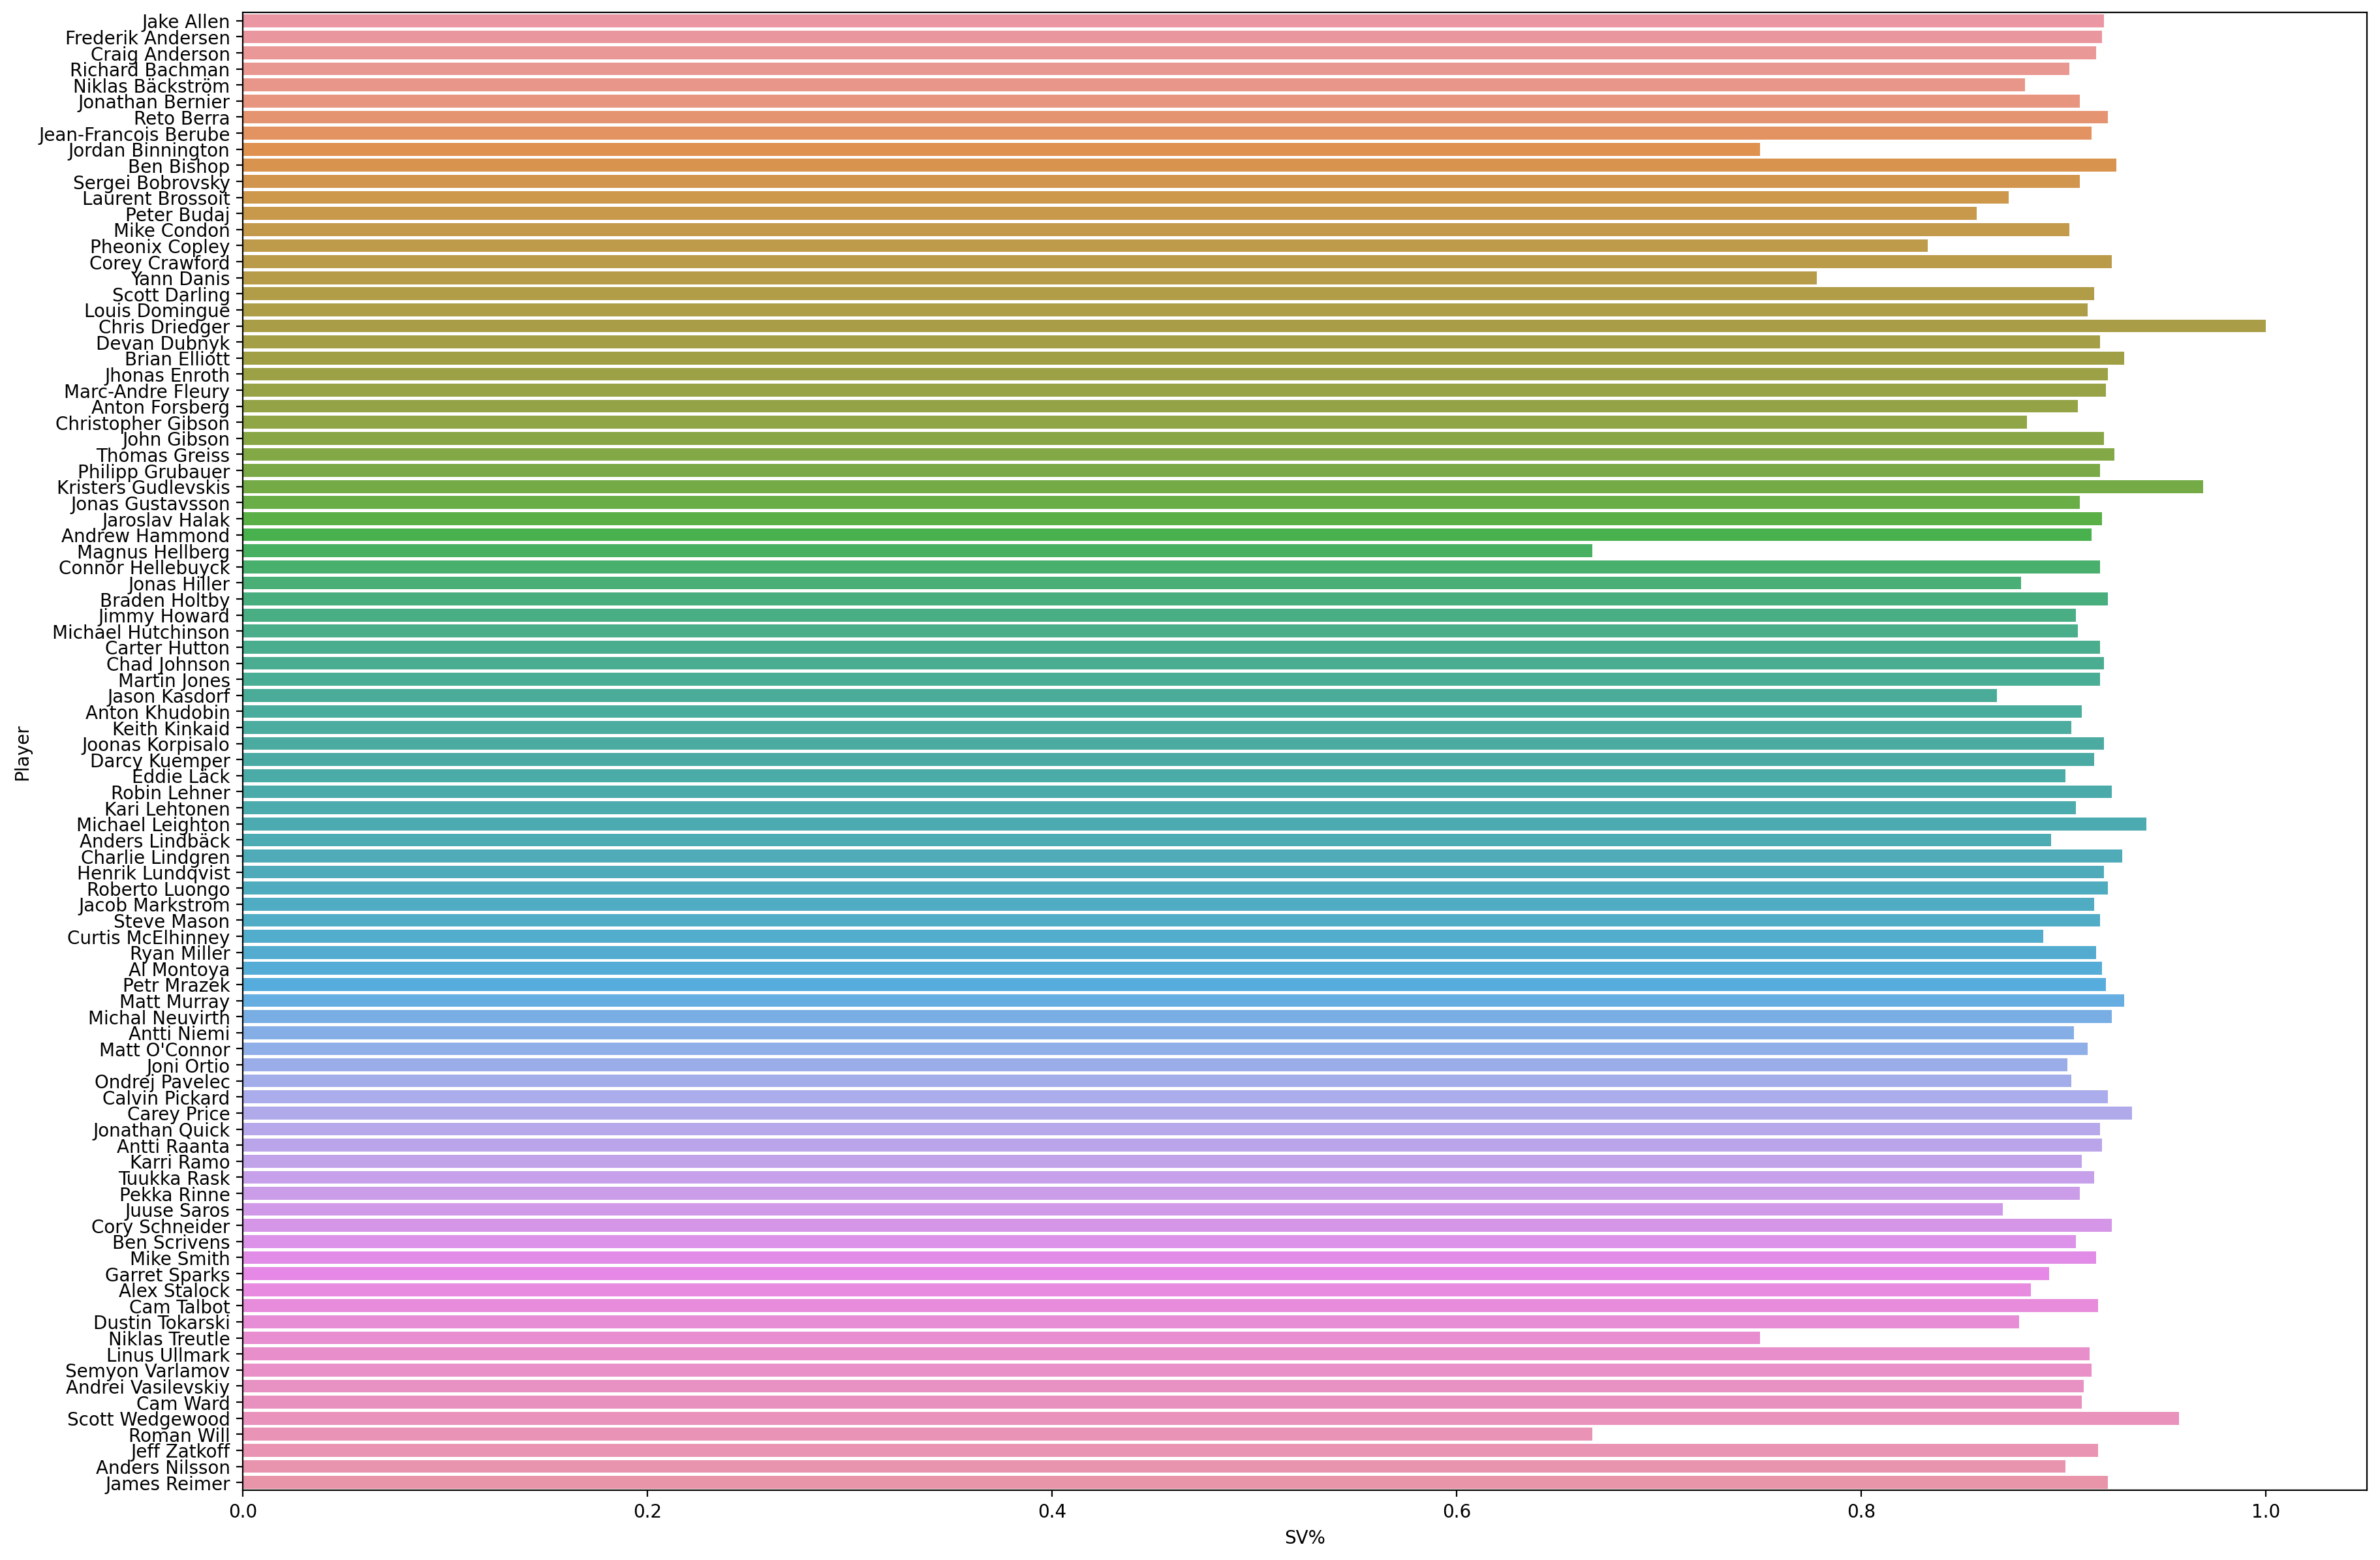 Jake Allen
Frederik Andersen
Craig Anderson
Richard Bachman
Niklas Bäckström
Jonathan Bernier
Reto Berra
Jean-Francois Berube
Jordan Binnington
Ben Bishop
Sergei Bobrovsky
Laurent Brossoit
Peter Budaj
Mike Condon
Pheonix Copley
Corey Crawford
Yann Danis
Scott Darling
Louis Domingue
Chris Driedger
Devan Dubnyk
Brian Elliott
Jhonas Enroth
Marc-Andre Fleury
Anton Forsberg
Christopher Gibson
John Gibson
Thomas Greiss
Philipp Grubauer
Kristers Gudlevskis
Jonas Gustavsson
Jaroslav Halak
Andrew Hammond
Magnus Hellberg
Connor Hellebuyck
Jonas Hiller
Braden Holtby
Jimmy Howard
Michael Hutchinson
Carter Hutton
Chad Johnson
Martin Jones
Jason Kasdorf
Anton Khudobin
Keith Kinkaid
Joonas Korpisalo
Darcy Kuemper
Eddie Läck
Robin Lehner
Kari Lehtonen
Michael Leighton
Anders Lindbäck
Charlie Lindgren
Henrik Lundqvist
Roberto Luongo
Jacob Markstrom
Steve Mason
Curtis McElhinney
Ryan Miller
Al Montoya
Petr Mrazek
Matt Murray
Michal Neuvirth
Antti Niemi
Matt O'Connor
Joni Ortio
Ondrej Pavelec
Calvin Pickard
Carey Price
Jonathan Quick
Antti Raanta
Karri Ramo
Tuukka Rask
Pekka Rinne
Juuse Saros
Cory Schneider
Ben Scrivens
Mike Smith
Garret Sparks
Alex Stalock
Cam Talbot
Dustin Tokarski
Niklas Treutle
Linus Ullmark
Semyon Varlamov
Andrei Vasilevskiy
Cam Ward
Scott Wedgewood
Roman Will
Jeff Zatkoff
Anders Nilsson
James Reimer
Player
0.0 0.2 0.4 0.6 0.8 1.0
SV%